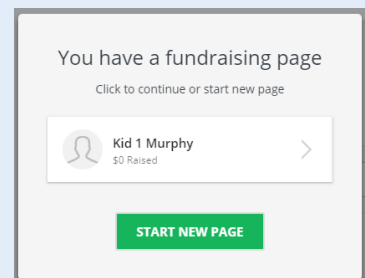 You have a fundraising page
Click to continue or start new page
Kid 1 Murphy
$0 Raised
START NEW PAGE